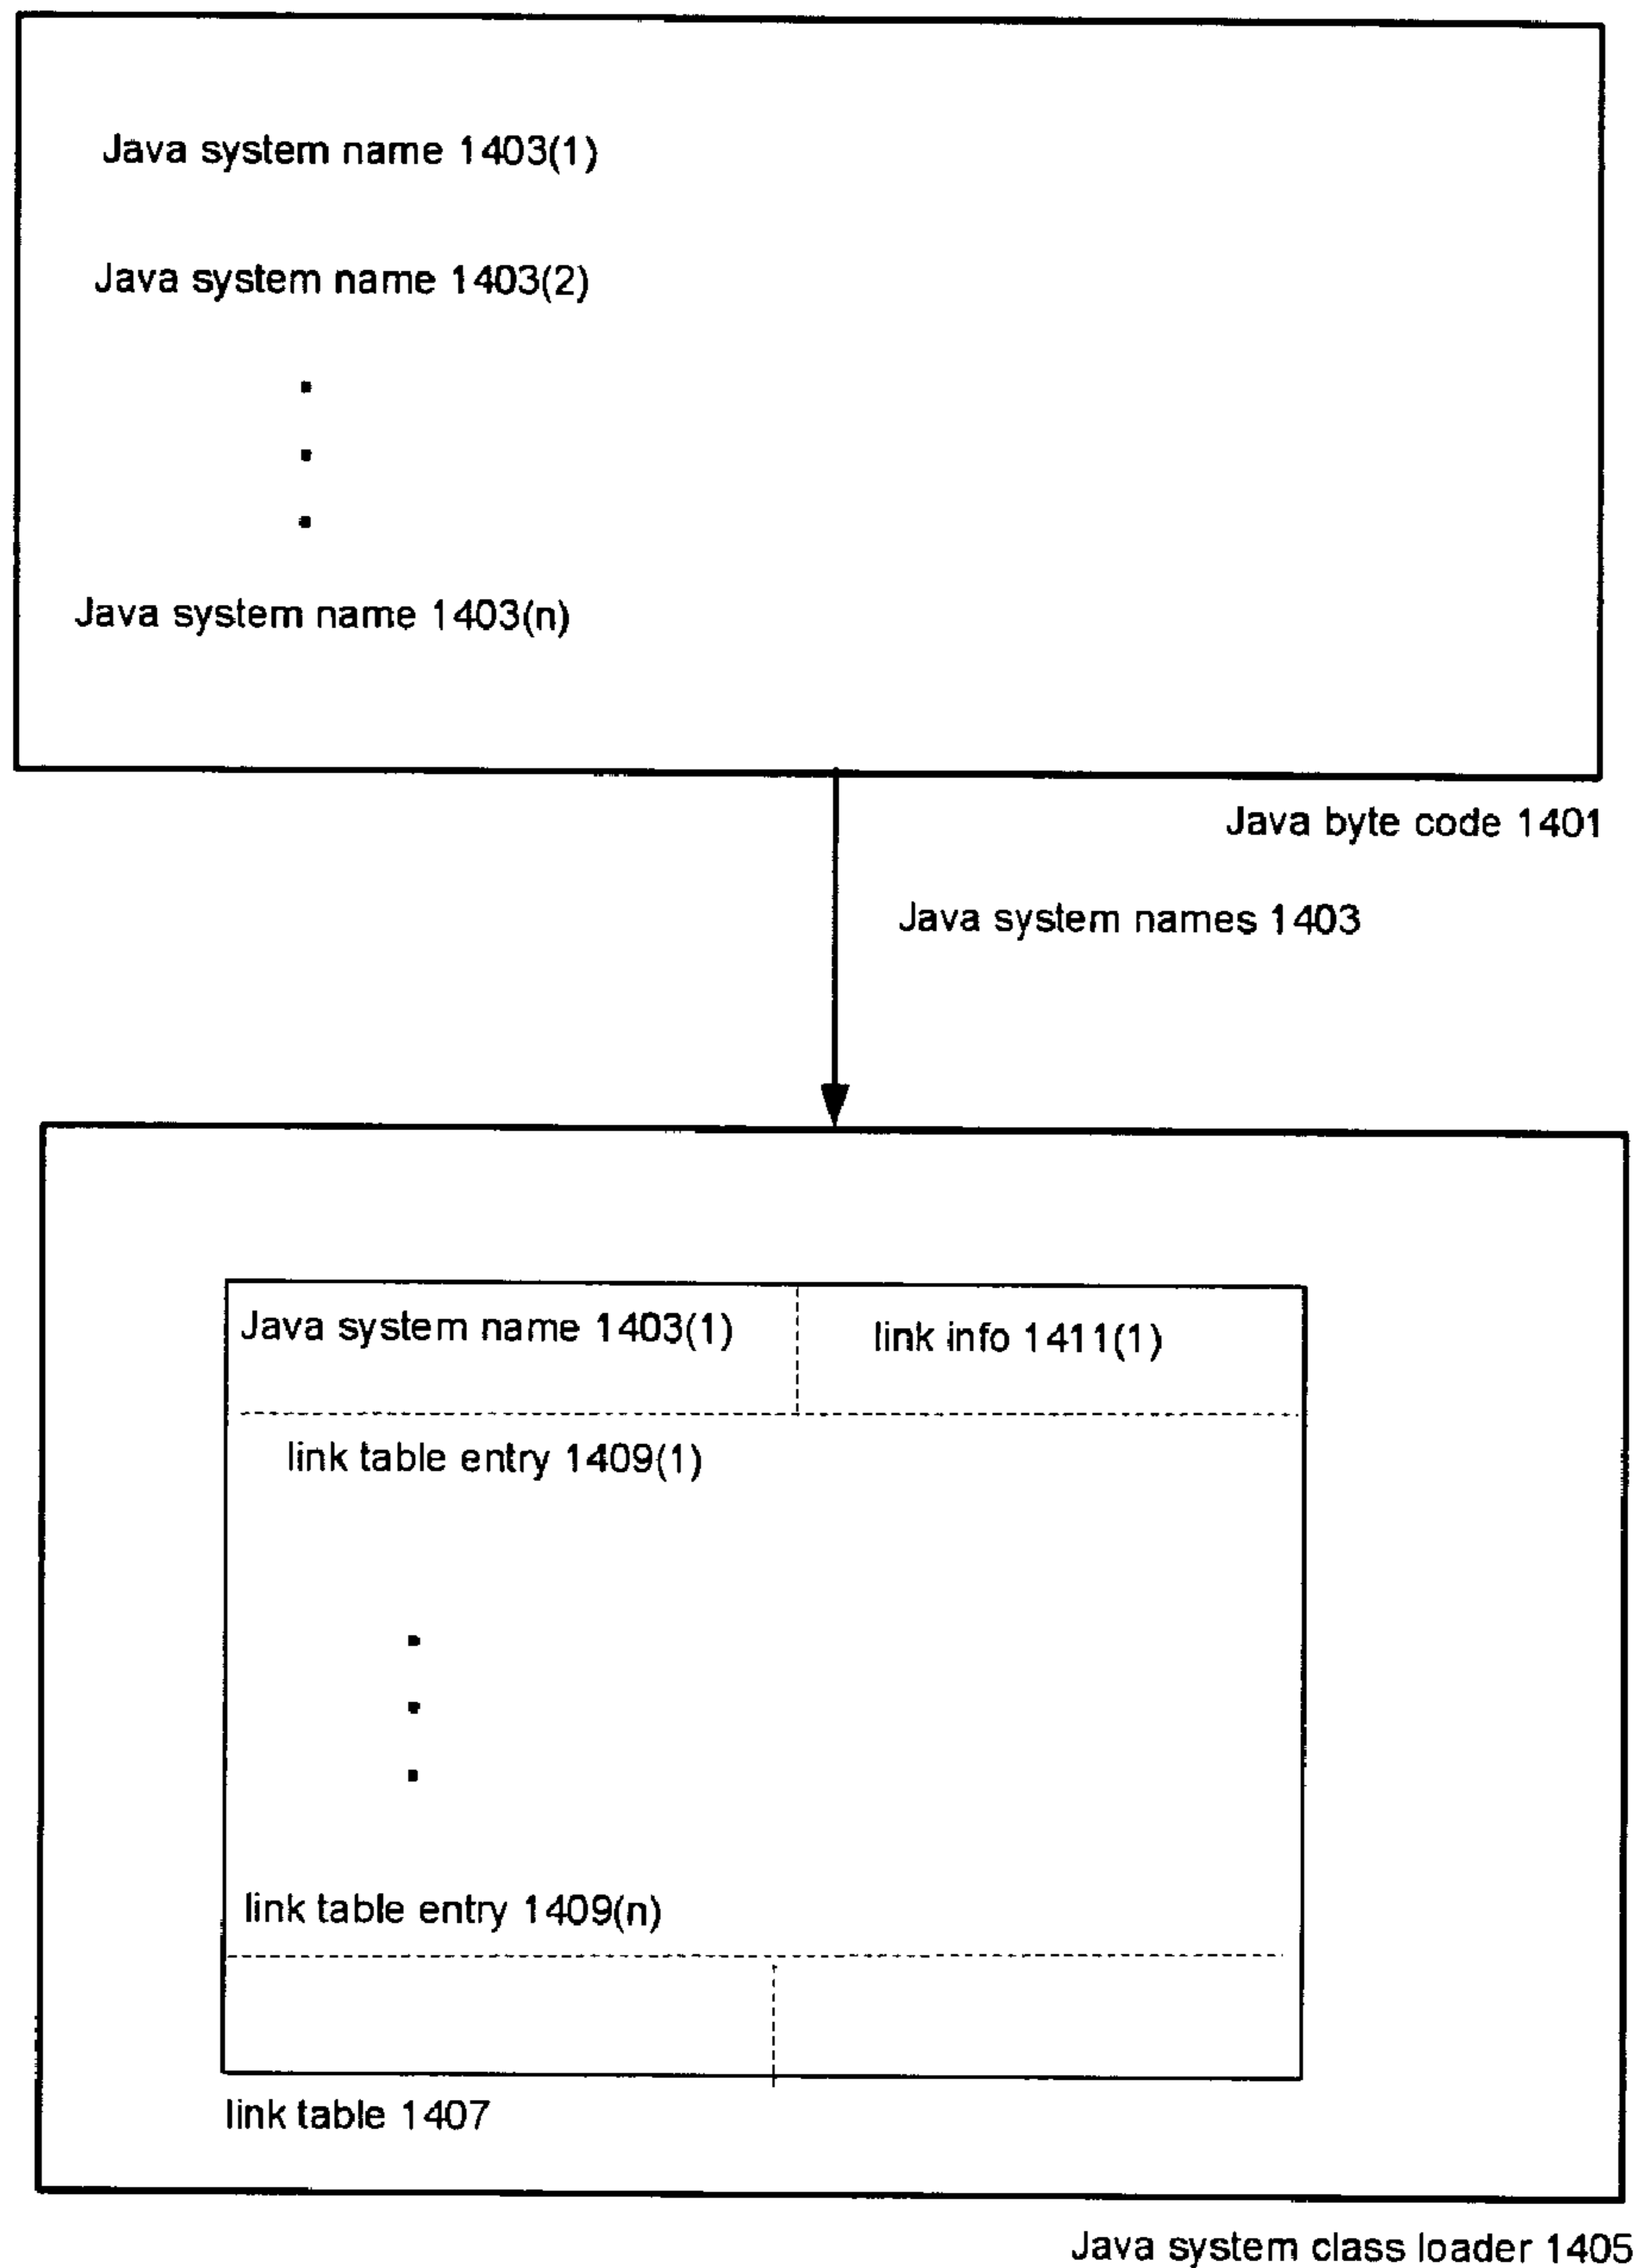 Java system name 1403(1)
Java system name 1403(2)
Java system name 1403(n)
Java byte code 1401
Java system names 1403
Java system name 1403(1)
link info 1411(1)
link table entry 1409(1)
link table entry 1409(n)
link table 1407
Java system class loader 1405